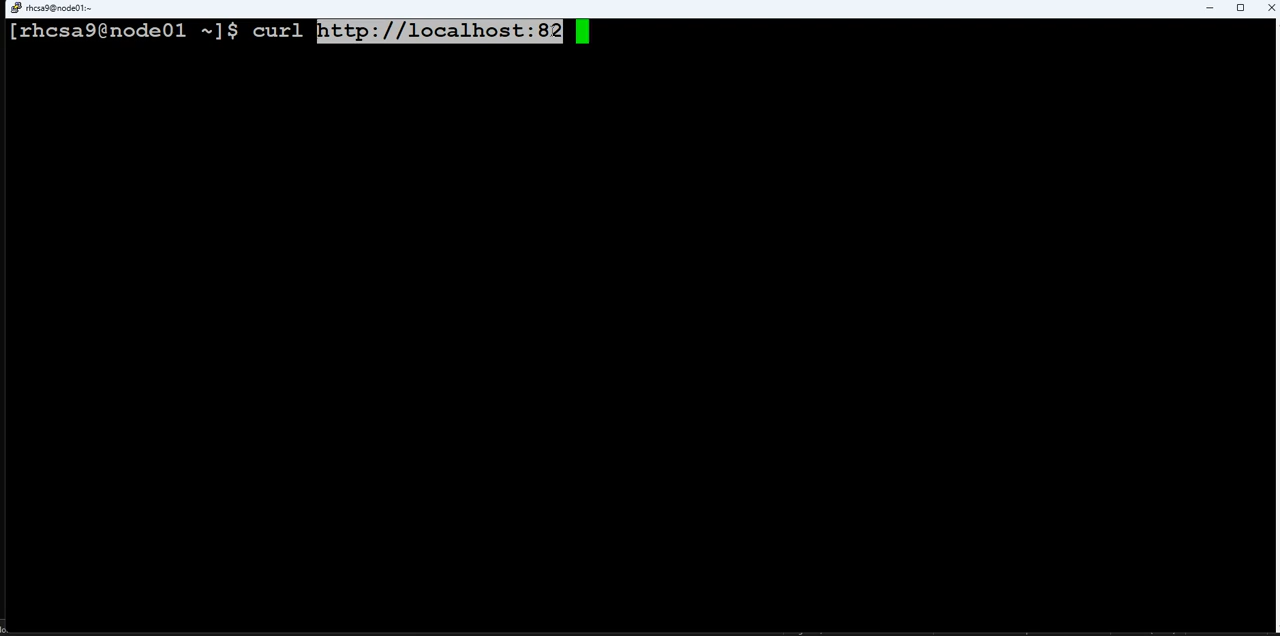 rhcsa9@node01:~
[rhcsa9@node01 ~]$ curl http://localhost:82